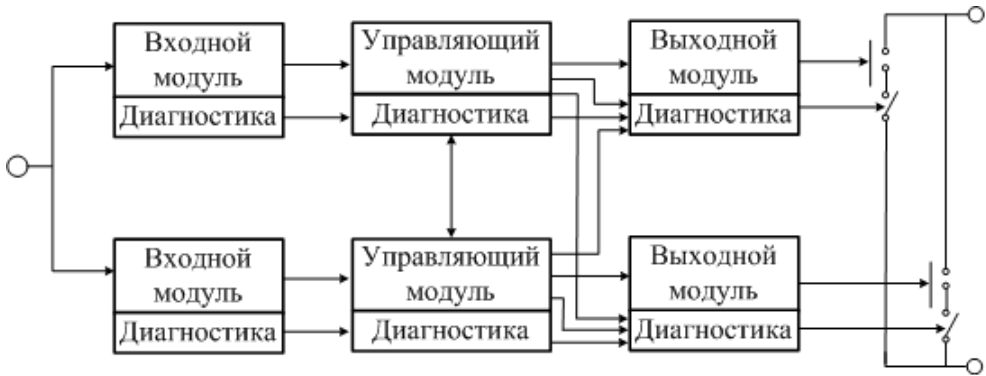 Входной
модуль
Диагностика
Управляющий
модуль
Диагностика
Выходной
модуль
Диагностика
Входной
модуль
Диагностика
Управляющий
модуль
Диагностика
Выходной
модуль
Диагностика